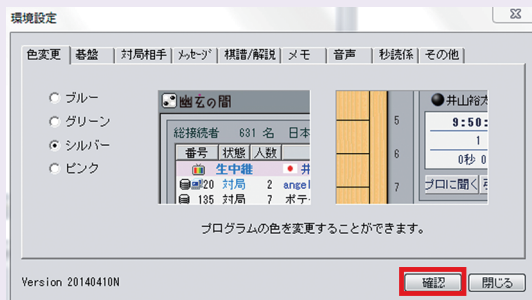 環境設定
色変更 碁盤 対局相手 メッセージ 棋譜/解説 メモ 音声 秒読係 その他
ブルー
グリーン
シルバー
ピンク
幽玄の間
総接続者 631 名 日本
番号 状態 人数
生中継 井
20 対局 2 angel
135 対局 7 ポテ
5
6
7
井山裕太
9:50:
1
0秒 0
プロに聞く
プログラムの色を変更することができます。
Version 20140410N 確認 閉じる